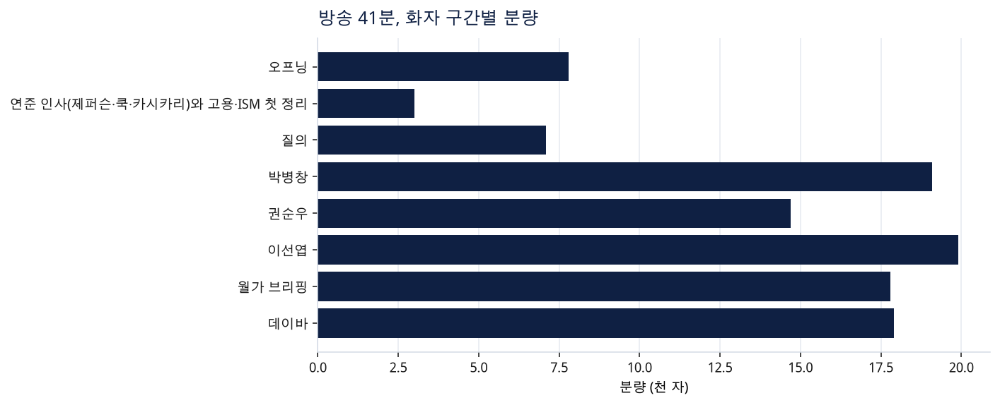 방송 41분, 화자 구간별 분량
오프닝
연준 인사(제퍼슨·쿡·카시카리)와 고용·ISM 첫 정리
질의
박병창
권순우
이선엽
월가 브리핑
데이바
0.0 2.5 5.0 7.5 10.0 12.5 15.0 17.5 20.0
분량 (천 자)